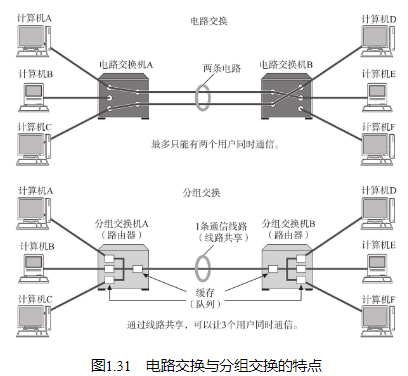 电路交换
计算机A
计算机D
电路交换机A
两条电路
电路交换机B
计算机B
计算机E
计算机C
计算机F
最多只能有两个用户同时通信。
分组交换
计算机A
计算机D
分组交换机A
(路由器)
1条通信线路
(线路共享)
分组交换机B
(路由器)
计算机B
计算机E
缓存
(队列)
计算机C
计算机F
通过线路共享,可以让3个用户同时通信。
图1.31 电路交换与分组交换的特点